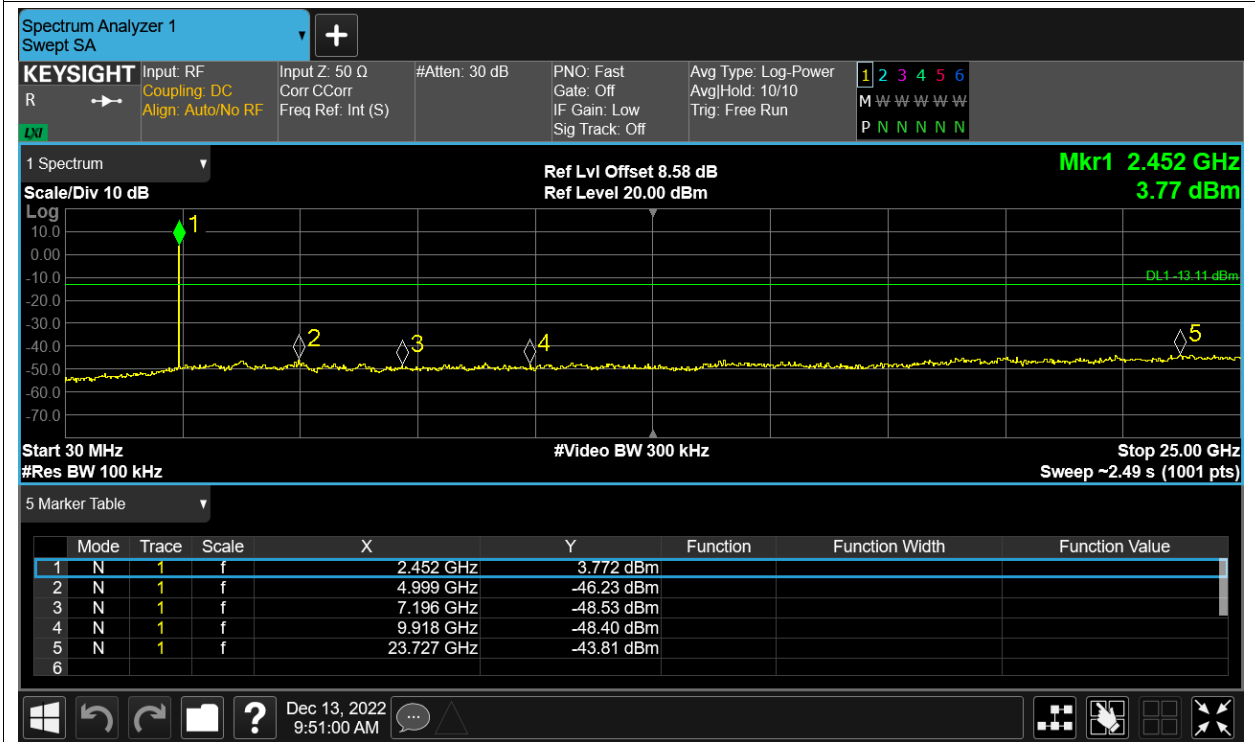 Spectrum Analyzer 1
Swept SA
+
KEYSIGHT Input: RF Input Z: 50 Ω #Atten: 30 dB PNO: Fast Avg Type: Log-Power 1 2 3 4 5 6
R Coupling: DC Corr CCorr Gate: Off Avg|Hold: 10/10 M W W W W W
Align: Auto/No RF Freq Ref: Int (S) IF Gain: Low Trig: Free Run
LXI Sig Track: Off P N N N N N
1 Spectrum Ref Lvl Offset 8.58 dB Mkr1 2.452 GHz
Scale/Div 10 dB Ref Level 20.00 dBm 3.77 dBm
Log
1
10.0
0.00
-10.0 DL1 -13.11 dBm
-20.0
-30.0
2 3 4 5
-40.0
-50.0
-60.0
-70.0
Start 30 MHz #Video BW 300 kHz Stop 25.00 GHz
#Res BW 100 kHz Sweep ~2.49 s (1001 pts)
5 Marker Table
Mode Trace Scale X Y Function Function Width Function Value
1 N 1 f 2.452 GHz 3.772 dBm
2 N 1 f 4.999 GHz -46.23 dBm
3 N 1 f 7.196 GHz -48.53 dBm
4 N 1 f 9.918 GHz -48.40 dBm
5 N 1 f 23.727 GHz -43.81 dBm
6
? Dec 13, 2022
9:51:00 AM